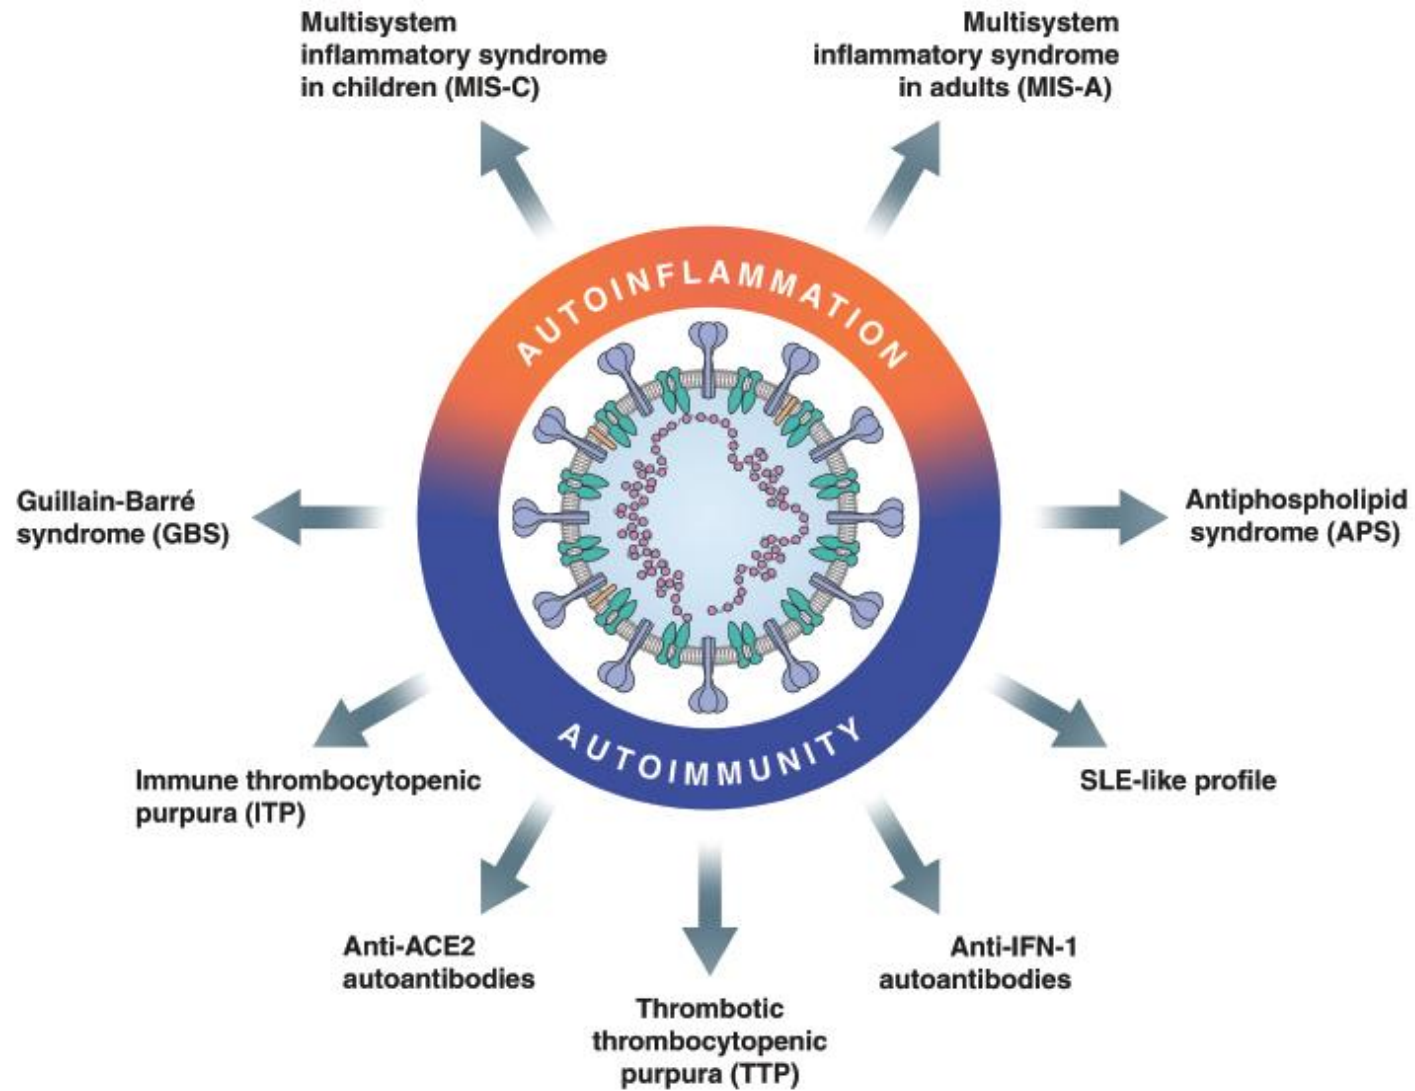 Multisystem
inflammatory syndrome
in children (MIS-C)
Multisystem
inflammatory syndrome
in adults (MIS-A)
AUTOINFLAMMATION
Guillain-Barré
syndrome (GBS)
Antiphospholipid
syndrome (APS)
AUTOIMMUNITY
Immune thrombocytopenic
purpura (ITP)
SLE-like profile
Anti-ACE2
autoantibodies
Anti-IFN-1
autoantibodies
Thrombotic
thrombocytopenic
purpura (TTP)